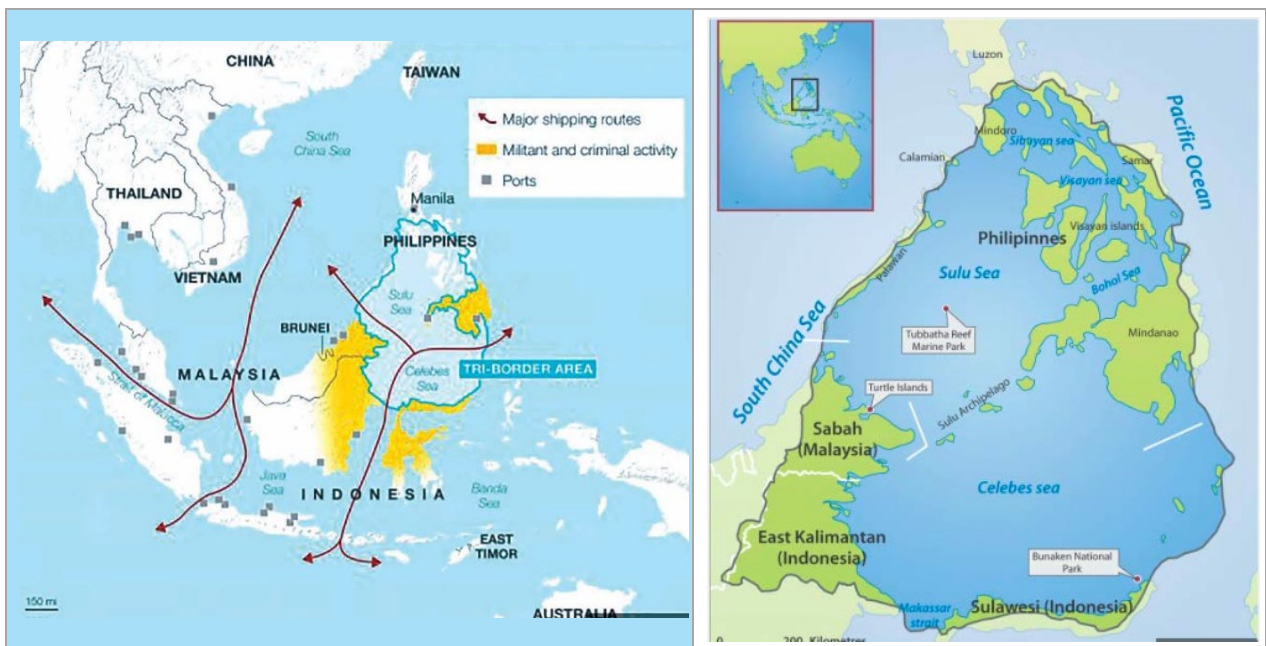 CHINA
TAIWAN
South
China Sea
Major shipping routes
Militant and criminal activity
Ports
THAILAND
Manila
PHILIPPINES
VIETNAM
Sulu
Sea
BRUNEI
MALAYSIA
Celebes
Sea
TRI-BORDER AREA
Strait of Malacca
Java
Sea
INDONESIA
Banda
Sea
EAST
TIMOR
150 mi
AUSTRALIA
Luzon
Pacific Ocean
Mindoro
Sibuyan sea
Calamian
Samar
Visayan sea
Visayan islands
Philipinnes
Palawan
Sulu Sea
Bohol Sea
Tubbatha Reef
Marine Park
Mindanao
South China Sea
Turtle Islands
Sulu Archipelago
Sabah
(Malaysia)
Celebes sea
East Kalimantan
(Indonesia)
Bunaken National
Park
Makassar
strait
Sulawesi (Indonesia)
0 200 Kilometres